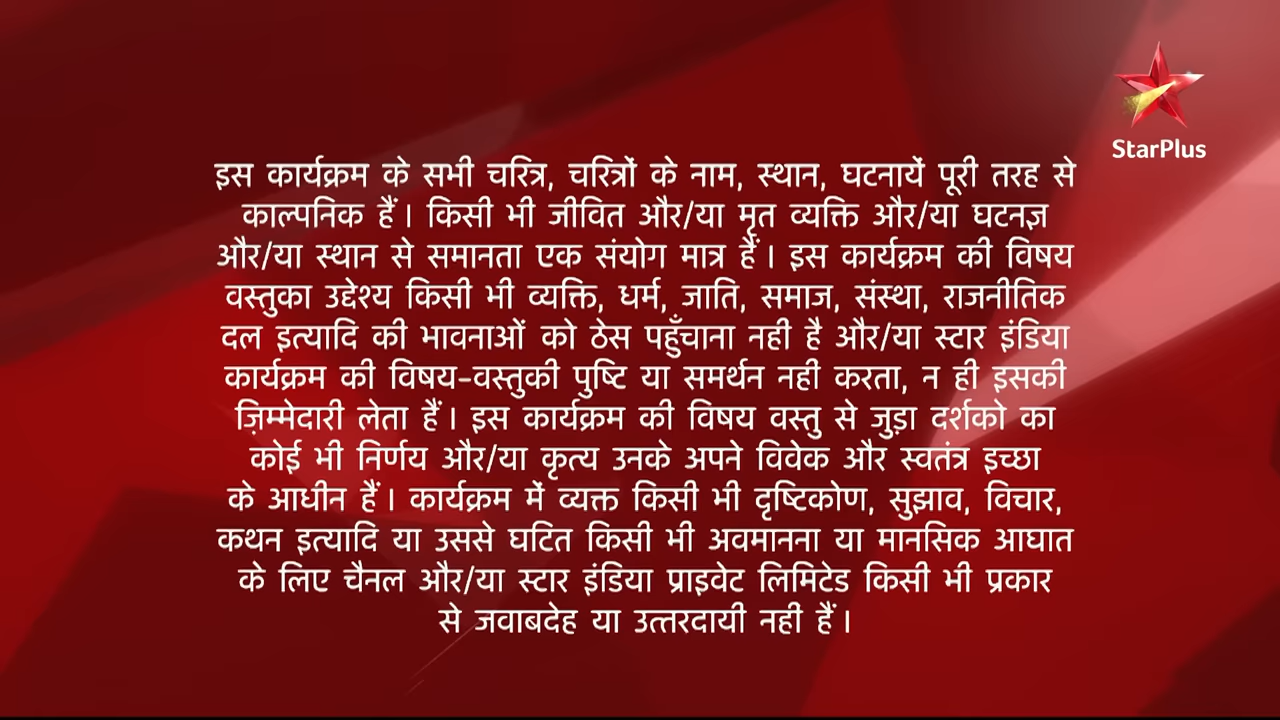 StarPlus
इस कार्यक्रम के सभी चरित्र, चरित्रों के नाम, स्थान, घटनायें पूरी तरह से
काल्पनिक हैं। किसी भी जीवित और/या मृत व्यक्ति और/या घटनज्ञ
और/या स्थान से समानता एक संयोग मात्र हैं। इस कार्यक्रम की विषय
वस्तुका उद्देश्य किसी भी व्यक्ति, धर्म, जाति, समाज, संस्था, राजनीतिक
दल इत्यादि की भावनाओं को ठेस पहुँचाना नही है और/या स्टार इंडिया
कार्यक्रम की विषय-वस्तुकी पुष्टि या समर्थन नही करता, न ही इसकी
ज़िम्मेदारी लेता हैं। इस कार्यक्रम की विषय वस्तु से जुड़ा दर्शको का
कोई भी निर्णय और/या कृत्य उनके अपने विवेक और स्वतंत्र इच्छा
के आधीन हैं। कार्यक्रम में व्यक्त किसी भी दृष्टिकोण, सुझाव, विचार,
कथन इत्यादि या उससे घटित किसी भी अवमानना या मानसिक आघात
के लिए चैनल और/या स्टार इंडिया प्राइवेट लिमिटेड किसी भी प्रकार
से जवाबदेह या उत्तरदायी नही हैं।